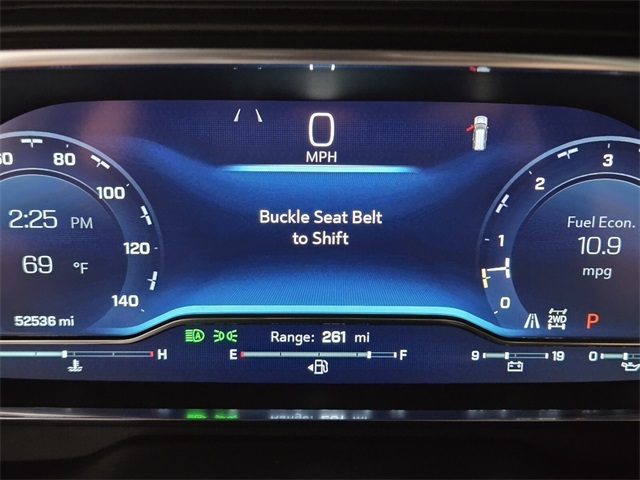 0
MPH
60 80 100 120 140
2:25 PM
69 °F
52536 mi
Buckle Seat Belt
to Shift
3
2
1
0
Fuel Econ.
10.9
mpg
2WD P
A
Range: 261 mi
H E F 9 19 0